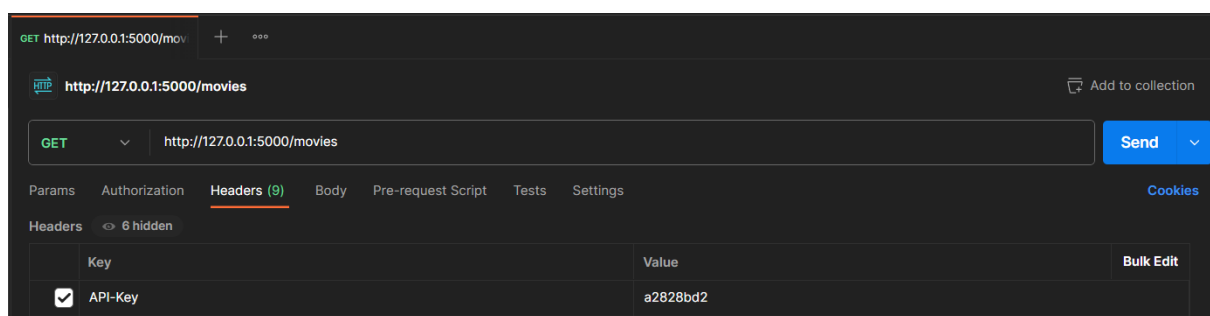 GET http://127.0.0.1:5000/mov
HTTP http://127.0.0.1:5000/movies Add to collection
GET http://127.0.0.1:5000/movies Send
Params Authorization Headers (9) Body Pre-request Script Tests Settings Cookies
Headers 6 hidden
Key Value Bulk Edit
API-Key a2828bd2